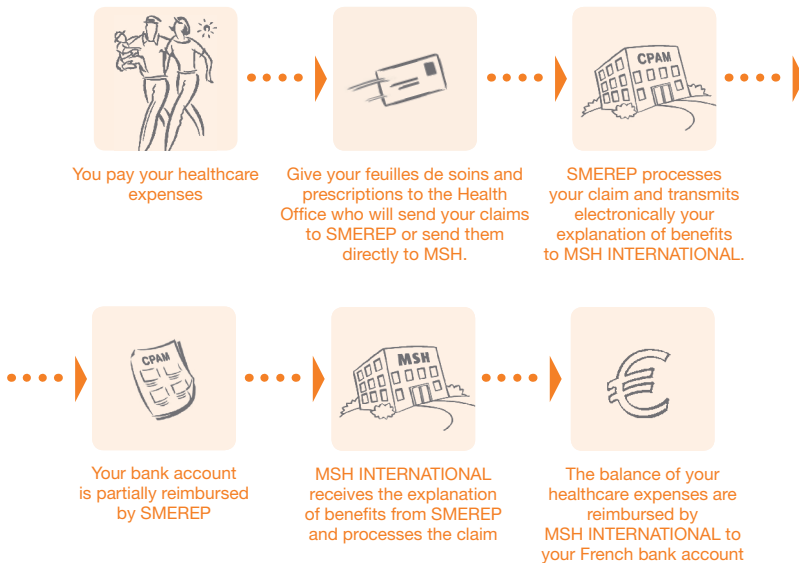 CPAM
You pay your healthcare
expenses
Give your feuilles de soins and
prescriptions to the Health
Office who will send your claims
to SMEREP or send them
directly to MSH.
SMEREP processes
your claim and transmits
electronically your
explanation of benefits
to MSH INTERNATIONAL.
CPAM
MSH
Your bank account
is partially reimbursed
by SMEREP
MSH INTERNATIONAL
receives the explanation
of benefits from SMEREP
and processes the claim
€
The balance of your
healthcare expenses are
reimbursed by
MSH INTERNATIONAL to
your French bank account